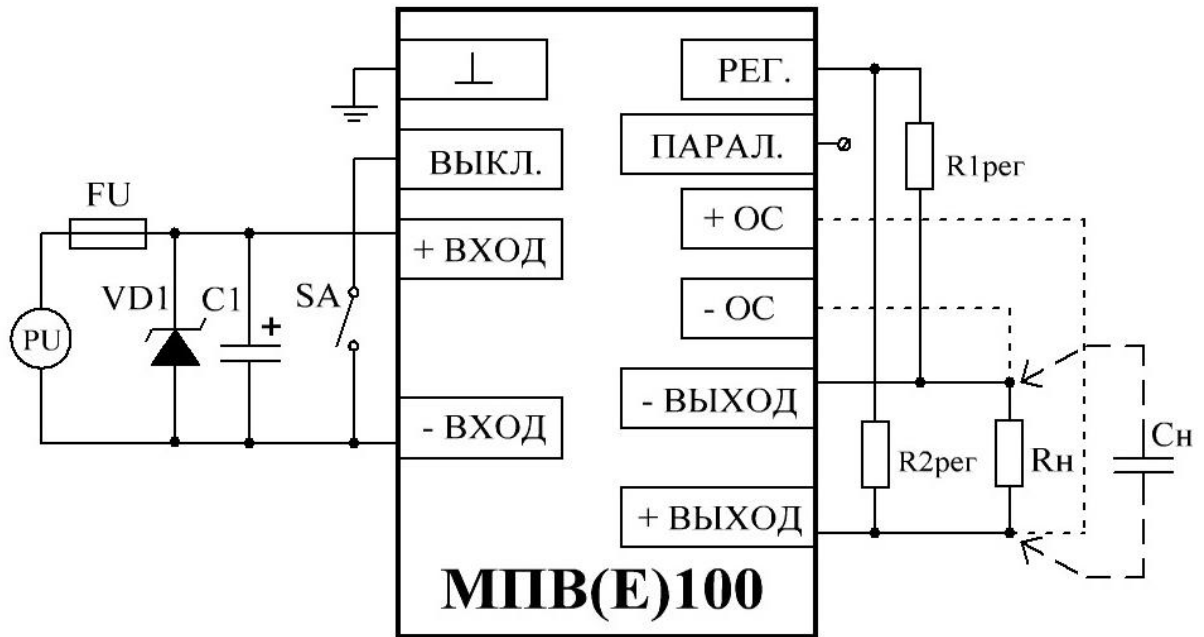 ⊥
РЕГ.
ПАРАЛ.
R1рег
ВЫКЛ.
FU
+ ОС
+ ВХОД
VD1
C1
+
SA
- ОС
PU
- ВЫХОД
- ВХОД
R2рег
Rн
Cн
+ ВЫХОД
МПВ(Е)100